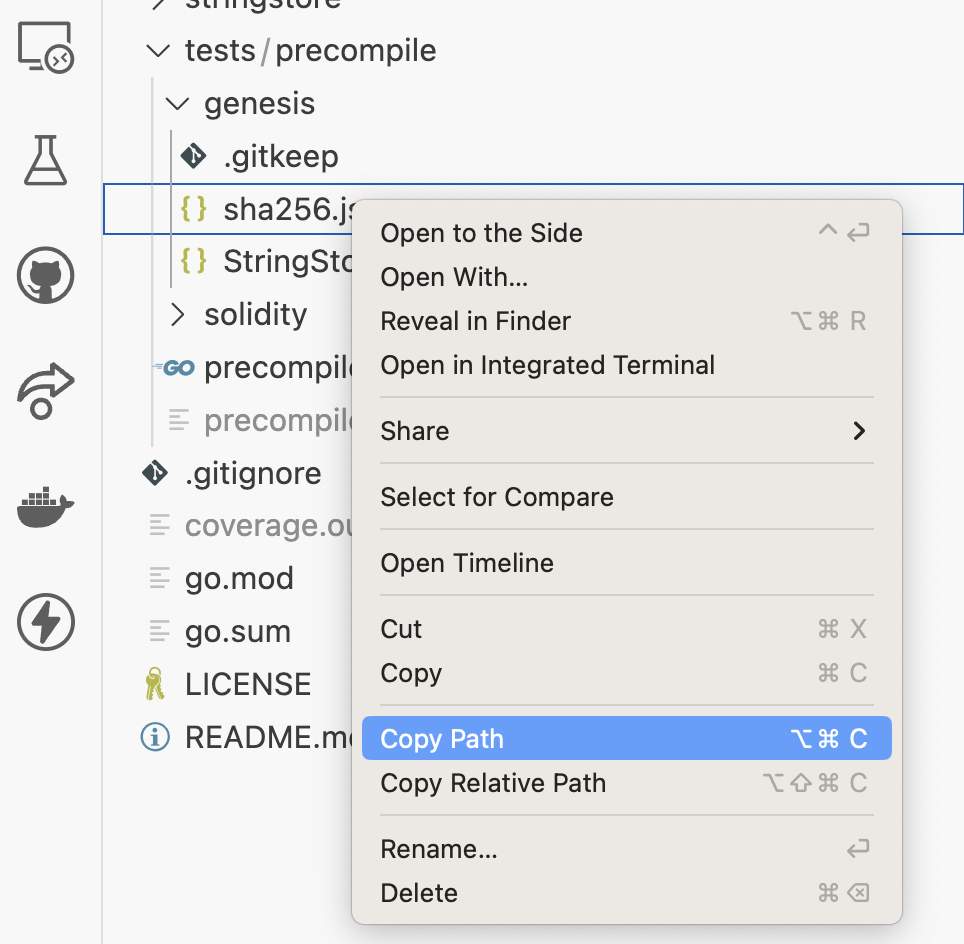 stringstore
tests / precompile
genesis
.gitkeep
{} sha256.js
{} StringSto
solidity
GO precompile
precompile
.gitignore
coverage.ou
go.mod
go.sum
LICENSE
README.md
Open to the Side ⌃ ↩
Open With...
Reveal in Finder ⌥⌘ R
Open in Integrated Terminal
Share
Select for Compare
Open Timeline
Cut ⌘ X
Copy ⌘ C
Copy Path ⌥⌘ C
Copy Relative Path ⌥⇧⌘ C
Rename... ↩
Delete ⌘ ⌫